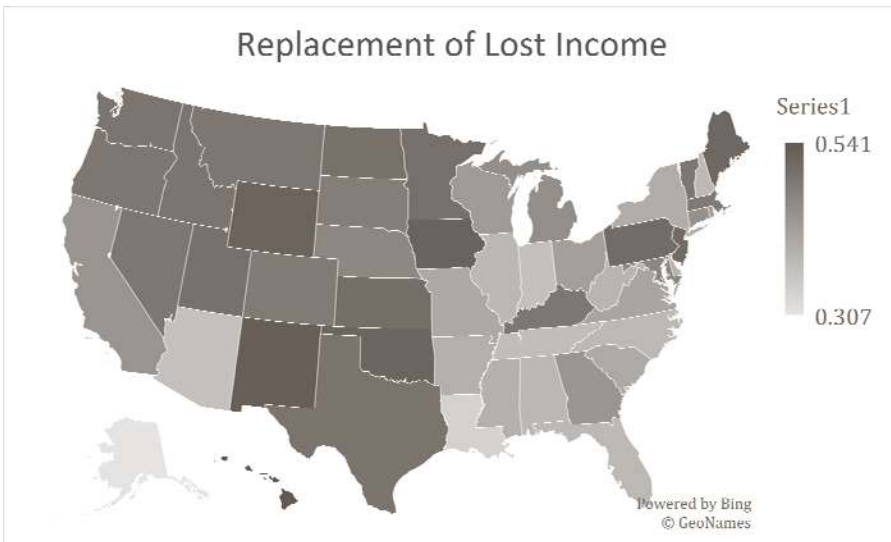 Replacement of Lost Income
Series1
0.541
0.307
Powered by Bing
© GeoNames